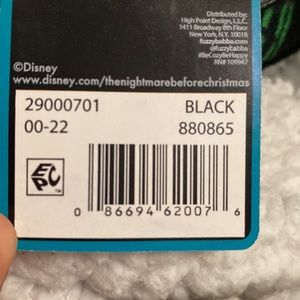 Distributed by:
High Point Design, L.L.C.
1411 Broadway 8th Floor
New York, N.Y. 10018
fuzzybabba.com
@fuzzybabba
#BeCozyBeHappy
RN# 109947
©Disney
www.disney.com/thenightmarebeforechristmas
29000701 BLACK
00-22 880865
EPC™
0 86694 62007 6